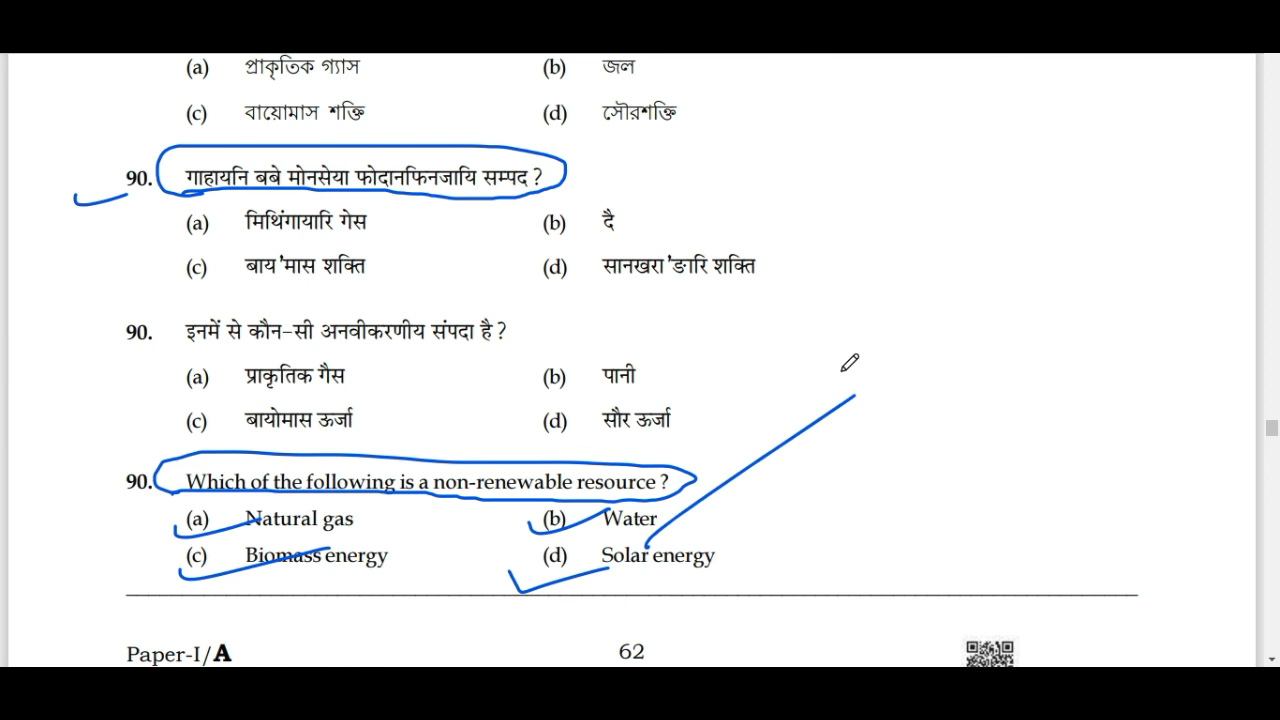 (a) প্রাকৃতিক গ্যাস (b) জল
(c) বায়োমাস শক্তি (d) সৌরশক্তি
90. गाहायनि बबे मोनसेया फोदानफिनजायि सम्पद ?
(a) मिथिंगायारि गेस (b) दै
(c) बाय'मास शक्ति (d) सानखरा'ङारि शक्ति
90. इनमें से कौन-सी अनवीकरणीय संपदा है ?
(a) प्राकृतिक गैस (b) पानी
(c) बायोमास ऊर्जा (d) सौर ऊर्जा
90. Which of the following is a non-renewable resource ?
(a) Natural gas (b) Water
(c) Biomass energy (d) Solar energy
Paper-I/A 62